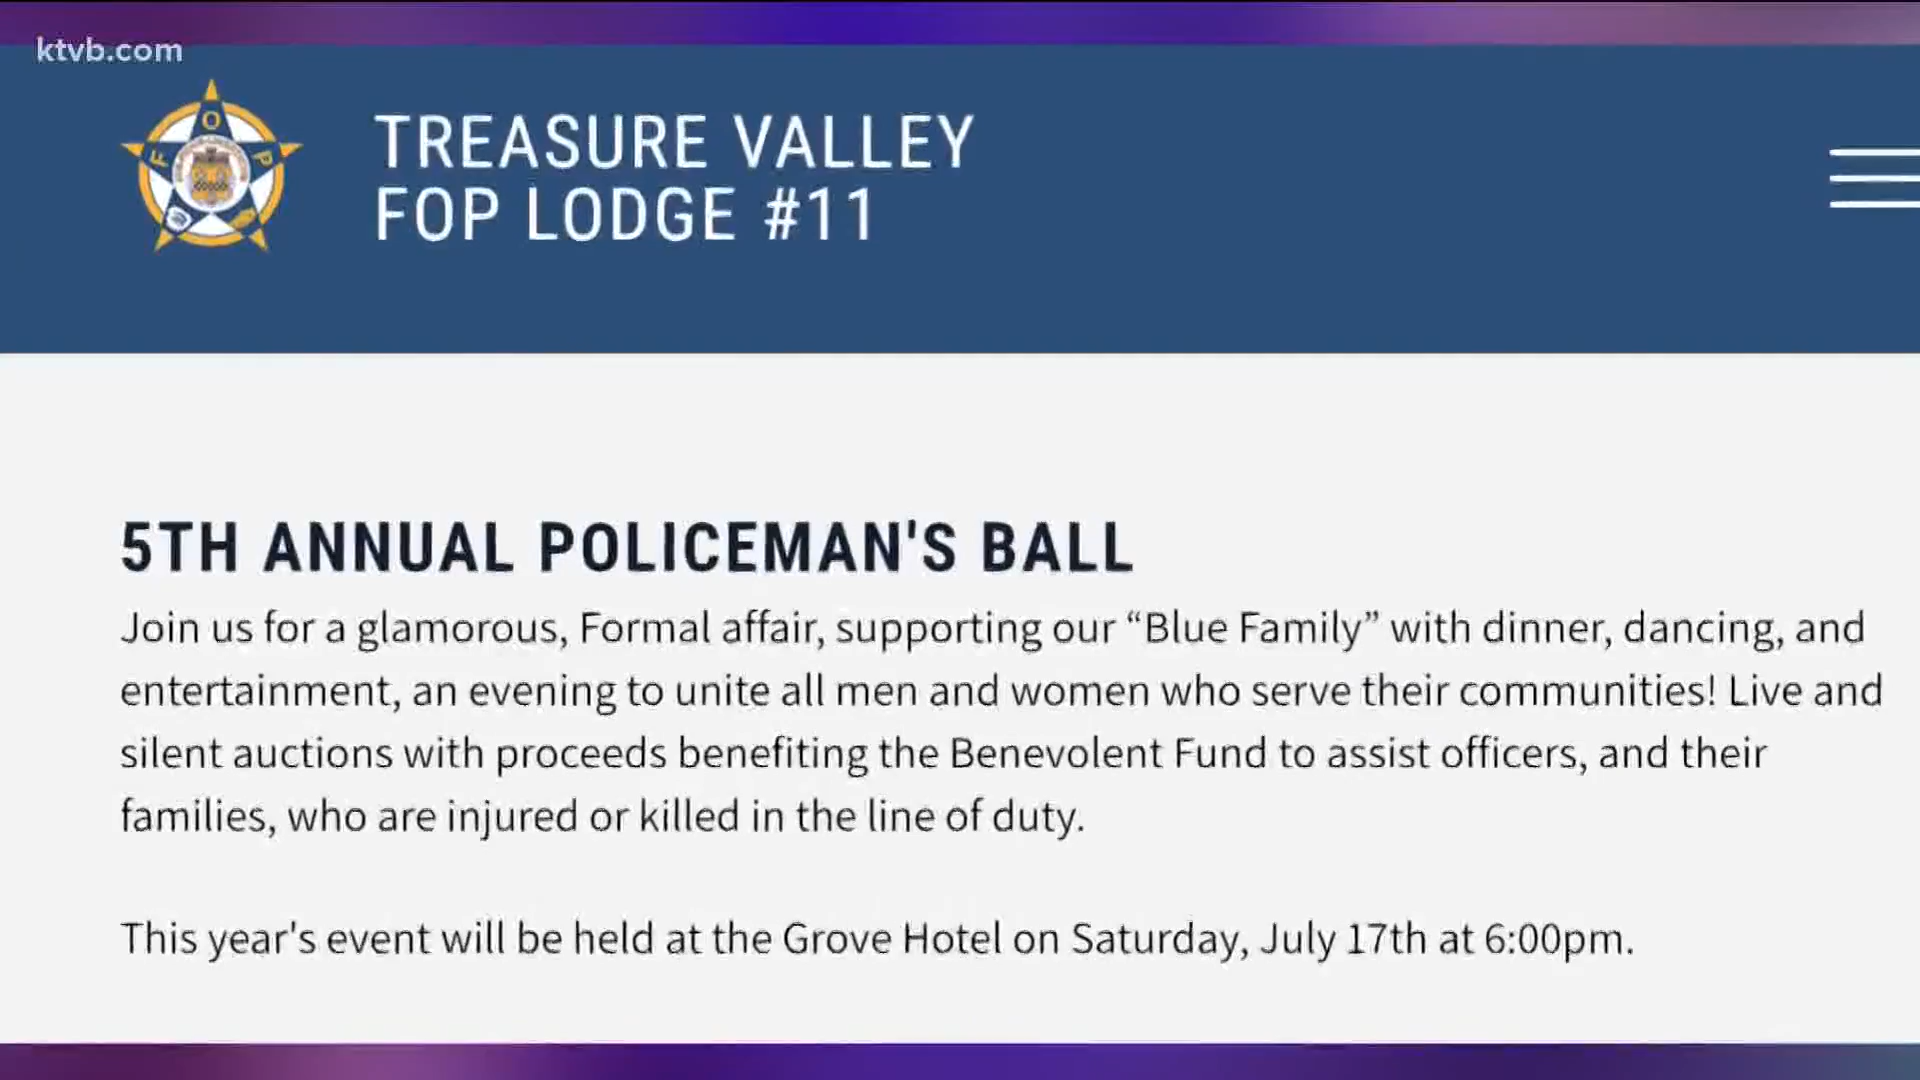 ktvb.com
F O P
TREASURE VALLEY
FOP LODGE #11
5TH ANNUAL POLICEMAN'S BALL
Join us for a glamorous, Formal affair, supporting our “Blue Family” with dinner, dancing, and
entertainment, an evening to unite all men and women who serve their communities! Live and
silent auctions with proceeds benefiting the Benevolent Fund to assist officers, and their
families, who are injured or killed in the line of duty.
This year's event will be held at the Grove Hotel on Saturday, July 17th at 6:00pm.